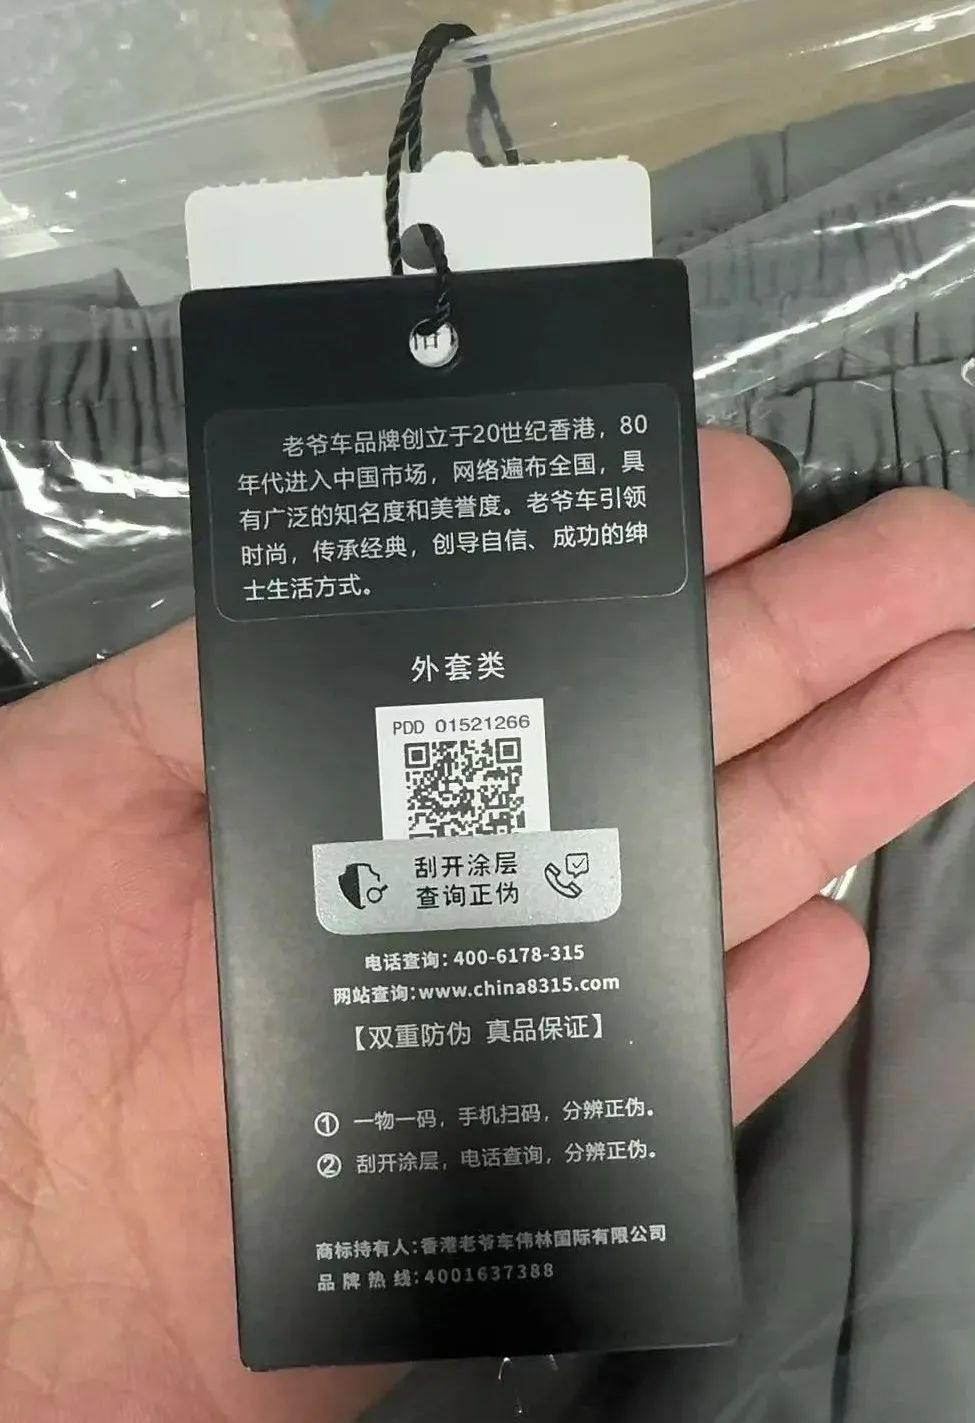 老爷车品牌创立于20世纪香港，80
年代进入中国市场，网络遍布全国，具
有广泛的知名度和美誉度。老爷车引领
时尚，传承经典，创导自信、成功的绅
士生活方式。
外套类
PDD 01521266
刮开涂层
查询正伪
电话查询:400-6178-315
网站查询:www.china8315.com
【双重防伪 真品保证】
① 一物一码，手机扫码，分辨正伪。
② 刮开涂层，电话查询，分辨正伪。
商标持有人:香港老爷车伟林国际有限公司
品牌热线:4001637388